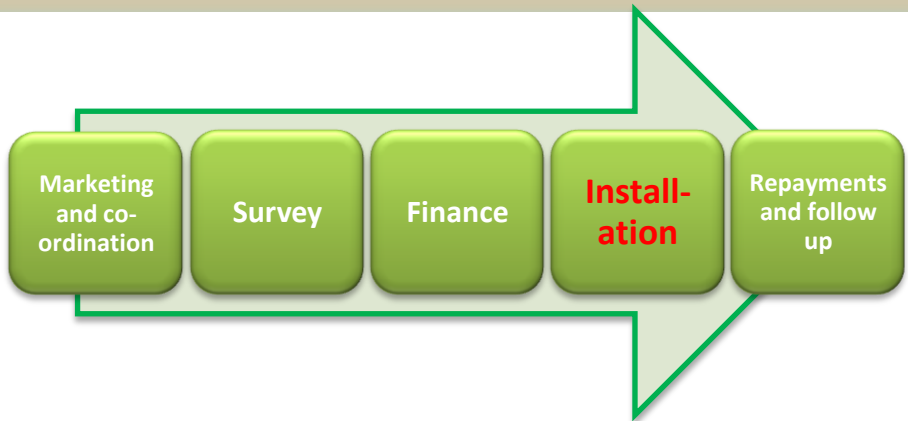 Marketing
and co-
ordination
Survey
Finance
Install-
ation
Repayments
and follow
up